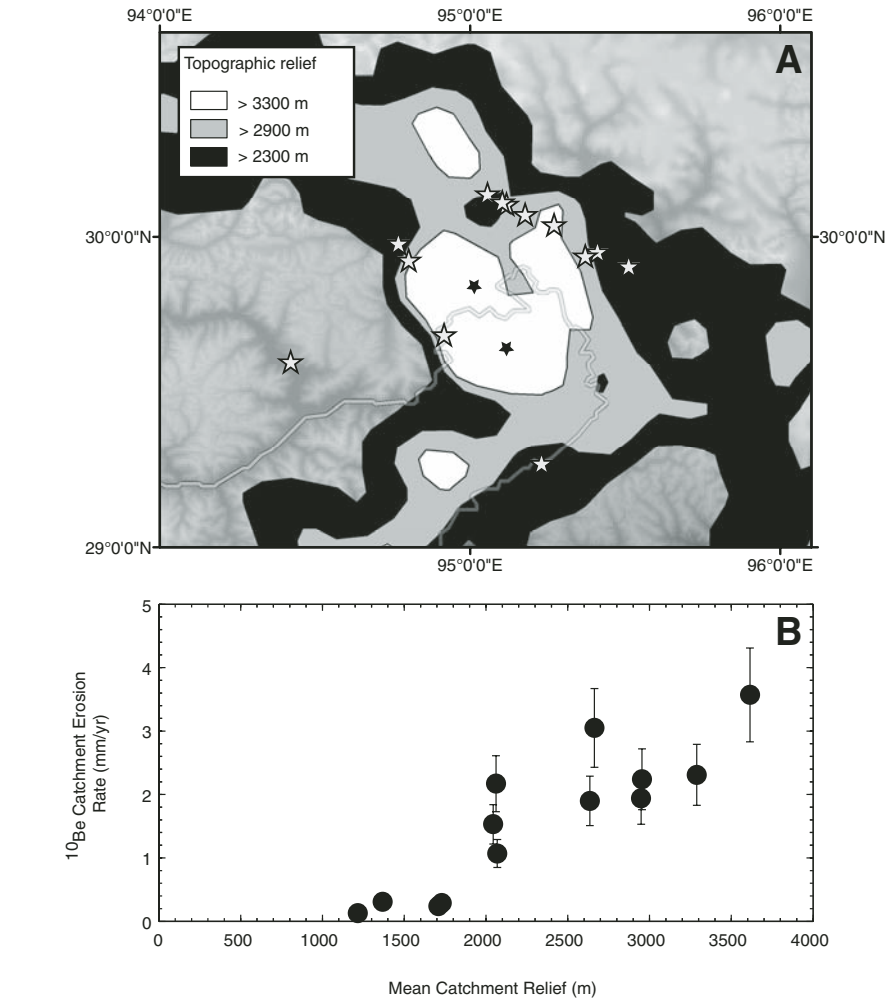 94°0'0"E 95°0'0"E 96°0'0"E
A
Topographic relief
> 3300 m
> 2900 m
> 2300 m
30°0'0"N 30°0'0"N
29°0'0"N
95°0'0"E 96°0'0"E
B
5
4
3
2
1
0
10Be Catchment Erosion
Rate (mm/yr)
0 500 1000 1500 2000 2500 3000 3500 4000
Mean Catchment Relief (m)